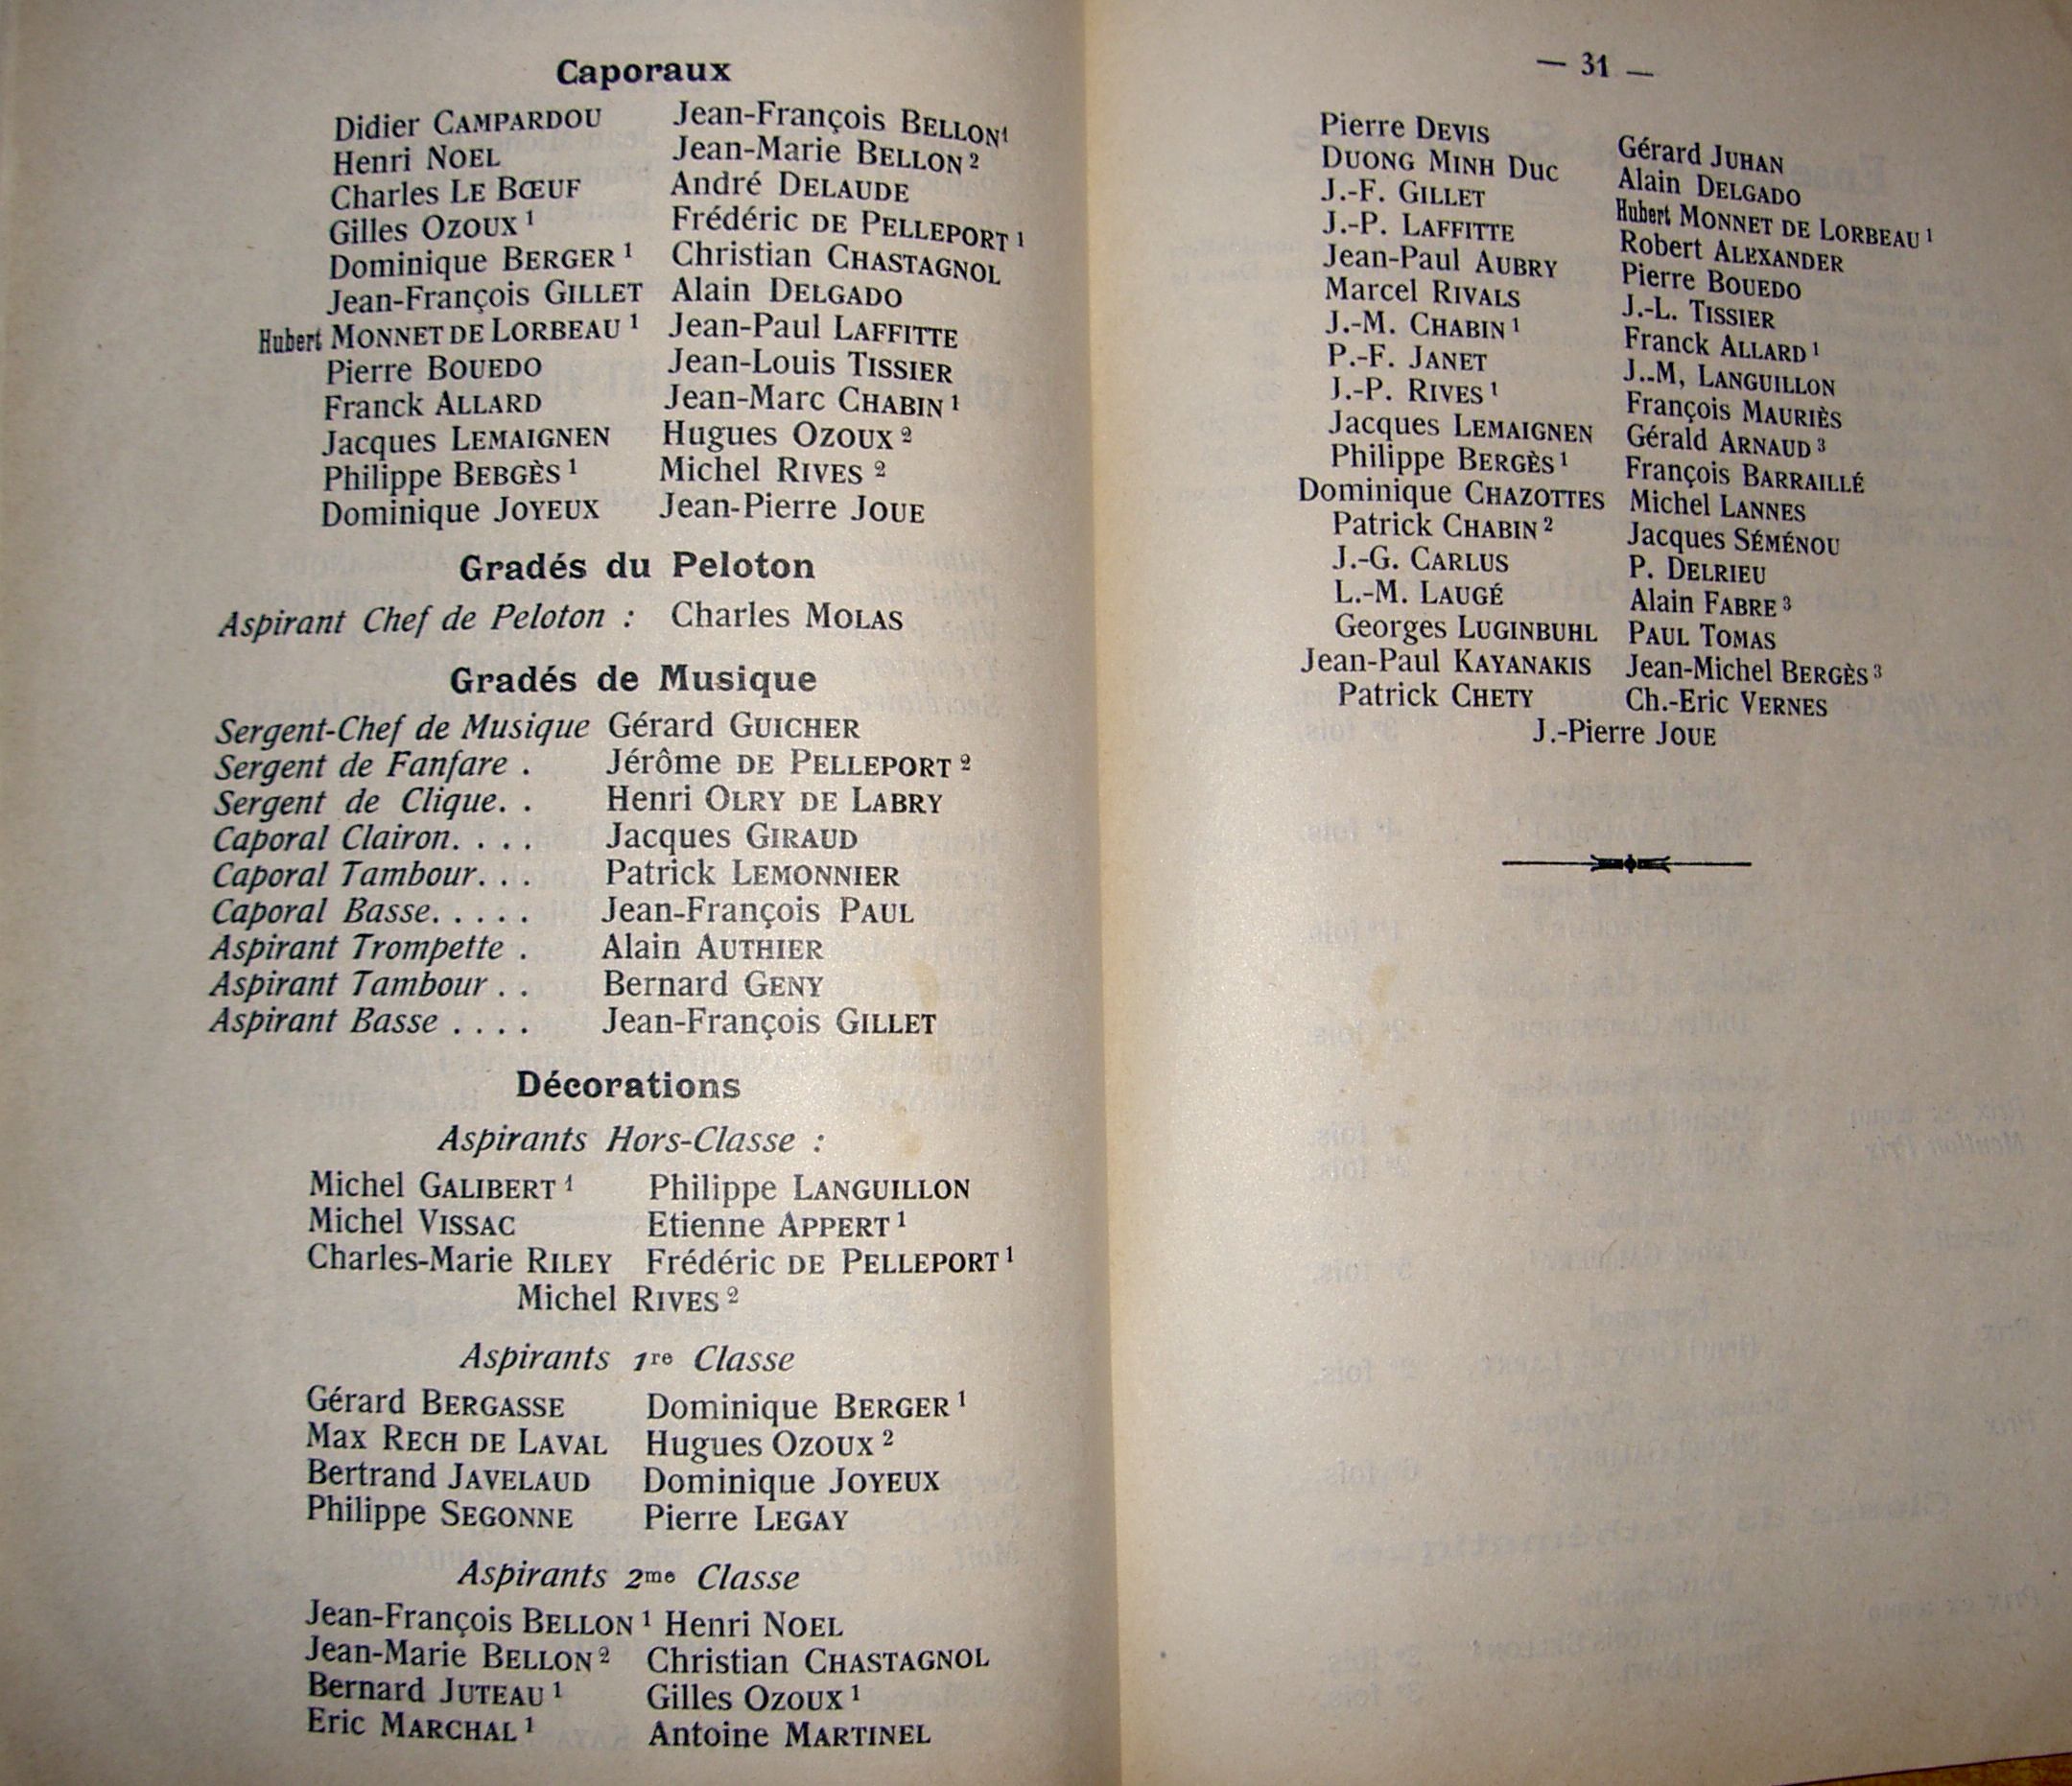 Caporaux
Didier CAMPARDOU Jean-François BELLON¹
Henri NOEL Jean-Marie BELLON²
Charles LE BŒUF André DELAUDE
Gilles OZOUX¹ Frédéric DE PELLEPORT¹
Dominique BERGER¹ Christian CHASTAGNOL
Jean-François GILLET Alain DELGADO
Hubert MONNET DE LORBEAU¹ Jean-Paul LAFFITTE
Pierre BOUEDO Jean-Louis TISSIER
Franck ALLARD Jean-Marc CHABIN¹
Jacques LEMAIGNEN Hugues OZOUX²
Philippe BEBGÈS¹ Michel RIVES²
Dominique JOYEUX Jean-Pierre JOUE
Gradés du Peloton
Aspirant Chef de Peloton : Charles MOLAS
Gradés de Musique
Sergent-Chef de Musique Gérard GUICHER
Sergent de Fanfare . Jérôme DE PELLEPORT²
Sergent de Clique. . Henri OLRY DE LABRY
Caporal Clairon. . . . Jacques GIRAUD
Caporal Tambour. . . Patrick LEMONNIER
Caporal Basse. . . . . Jean-François PAUL
Aspirant Trompette . Alain AUTHIER
Aspirant Tambour . . Bernard GENY
Aspirant Basse . . . . Jean-François GILLET
Décorations
Aspirants Hors-Classe :
Michel GALIBERT¹ Philippe LANGUILLON
Michel VISSAC Etienne APPERT¹
Charles-Marie RILEY Frédéric DE PELLEPORT¹
Michel RIVES²
Aspirants 1re Classe
Gérard BERGASSE Dominique BERGER¹
Max RECH DE LAVAL Hugues OZOUX²
Bertrand JAVELAUD Dominique JOYEUX
Philippe SEGONNE Pierre LEGAY
Aspirants 2me Classe
Jean-François BELLON¹ Henri NOEL
Jean-Marie BELLON² Christian CHASTAGNOL
Bernard JUTEAU¹ Gilles OZOUX¹
Eric MARCHAL¹ Antoine MARTINEL
— 31 —
Pierre DEVIS Gérard JUHAN
DUONG MINH DUC Alain DELGADO
J.-F. GILLET Hubert MONNET DE LORBEAU¹
J.-P. LAFFITTE Robert ALEXANDER
Jean-Paul AUBRY Pierre BOUEDO
Marcel RIVALS J.-L. TISSIER
J.-M. CHABIN¹ Franck ALLARD¹
P.-F. JANET J.-M, LANGUILLON
J.-P. RIVES¹ François MAURIÈS
Jacques LEMAIGNEN Gérald ARNAUD³
Philippe BERGÈS¹ François BARRAILLÉ
Dominique CHAZOTTES Michel LANNES
Patrick CHABIN² Jacques SÉMÉNOU
J.-G. CARLUS P. DELRIEU
L.-M. LAUGÉ Alain FABRE³
Georges LUGINBUHL PAUL TOMAS
Jean-Paul KAYANAKIS Jean-Michel BERGÈS³
Patrick CHETY Ch.-Eric VERNES
J.-Pierre JOUE